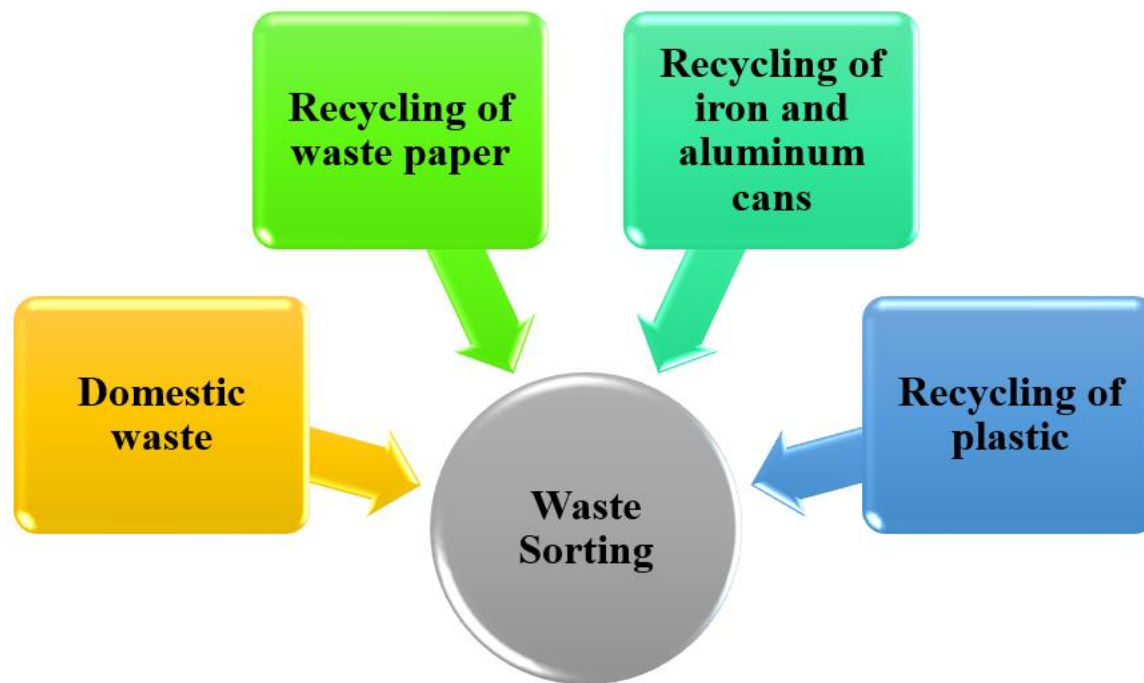 Recycling of
waste paper
Recycling of
iron and
aluminum
cans
Domestic
waste
Recycling of
plastic
Waste
Sorting